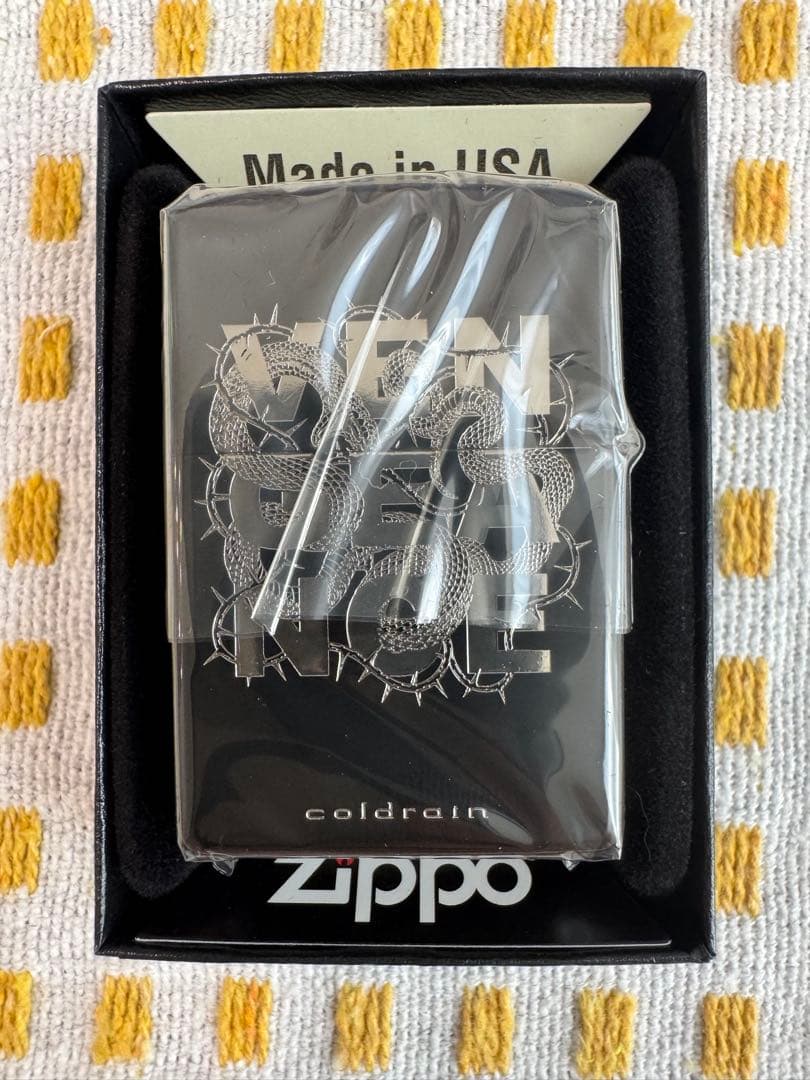 Made in USA
VEN
GEA
NCE
coldrain
zippo